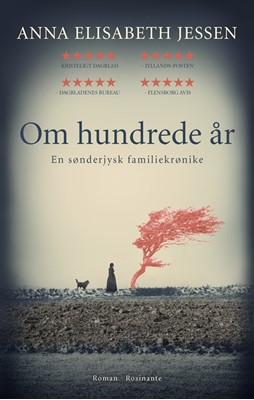 ANNA ELISABETH JESSEN
★★★★★ ★★★★★
- KRISTELIGT DAGBLAD - JYLLANDS-POSTEN
★★★★★ ★★★★★
- DAGBLADENES BUREAU - FLENSBORG AVIS
Om hundrede år
En sønderjysk familiekrønike
Roman Rosinante